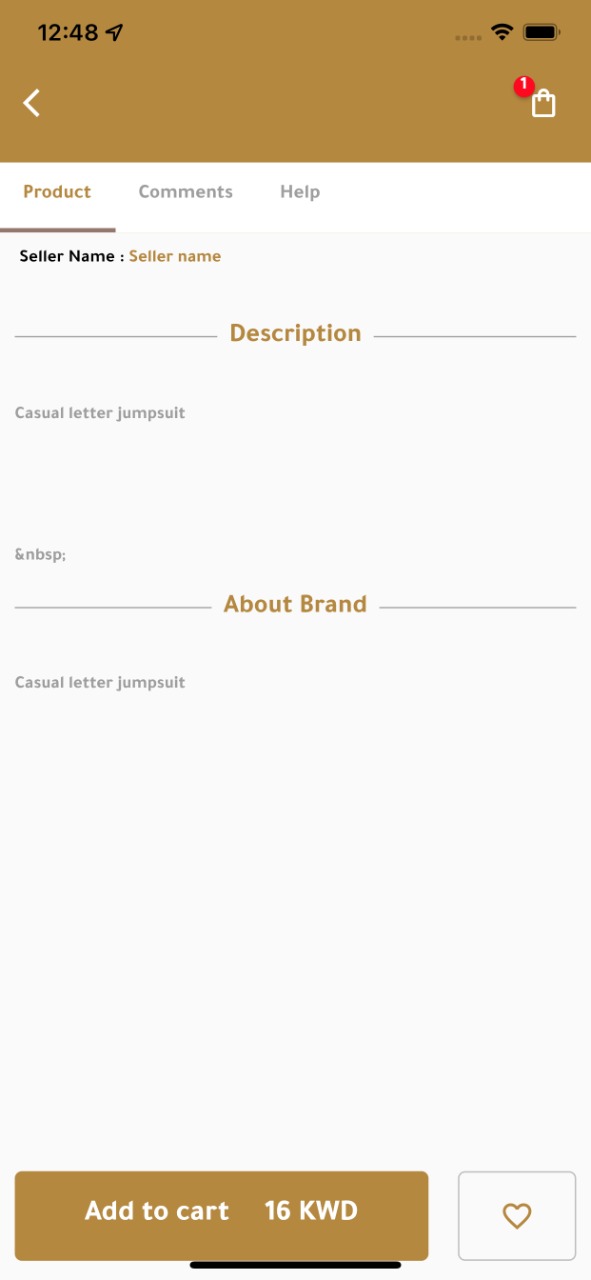 12:48
1
Product Comments Help
Seller Name : Seller name
Description
Casual letter jumpsuit
&nbsp;
About Brand
Casual letter jumpsuit
Add to cart 16 KWD